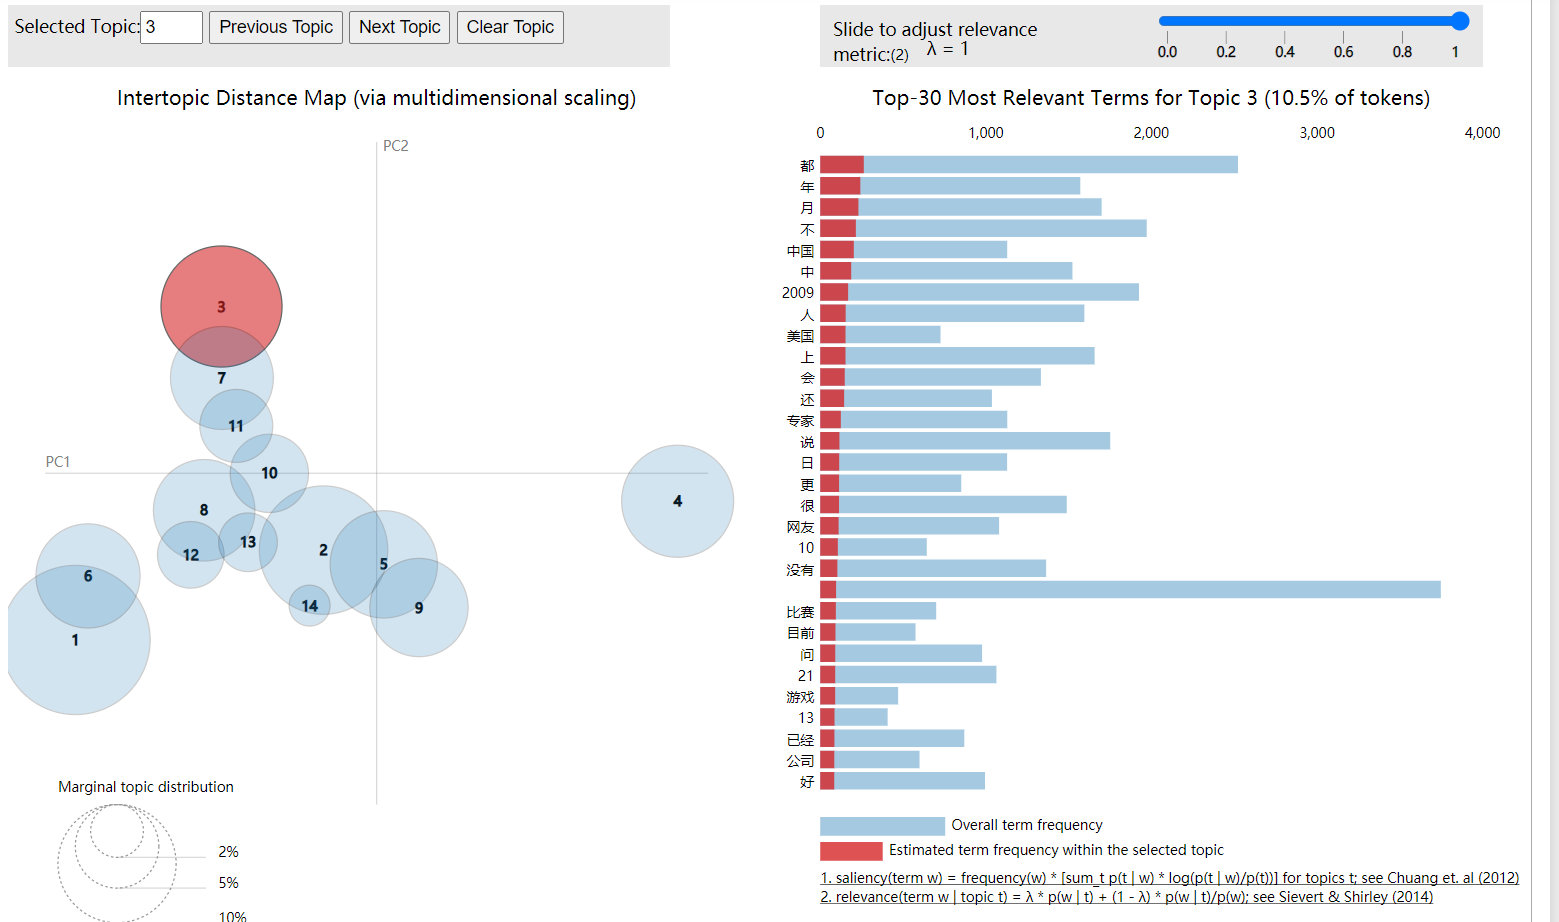 Selected Topic: 3 Previous Topic Next Topic Clear Topic
Slide to adjust relevance
metric:(2) λ = 1
0.0 0.2 0.4 0.6 0.8 1
Intertopic Distance Map (via multidimensional scaling)
PC2
PC1
3
7
11
10
8
4
13
12
2
5
6
14
9
1
Marginal topic distribution
2%
5%
10%
Top-30 Most Relevant Terms for Topic 3 (10.5% of tokens)
0 1,000 2,000 3,000 4,000
都
年
月
不
中国
中
2009
人
美国
上
会
还
专家
说
日
更
很
网友
10
没有
比赛
目前
问
21
游戏
13
已经
公司
好
Overall term frequency
Estimated term frequency within the selected topic
1. saliency(term w) = frequency(w) * [sum_t p(t | w) * log(p(t | w)/p(t))] for topics t; see Chuang et. al (2012)
2. relevance(term w | topic t) = λ * p(w | t) + (1 - λ) * p(w | t)/p(w); see Sievert & Shirley (2014)